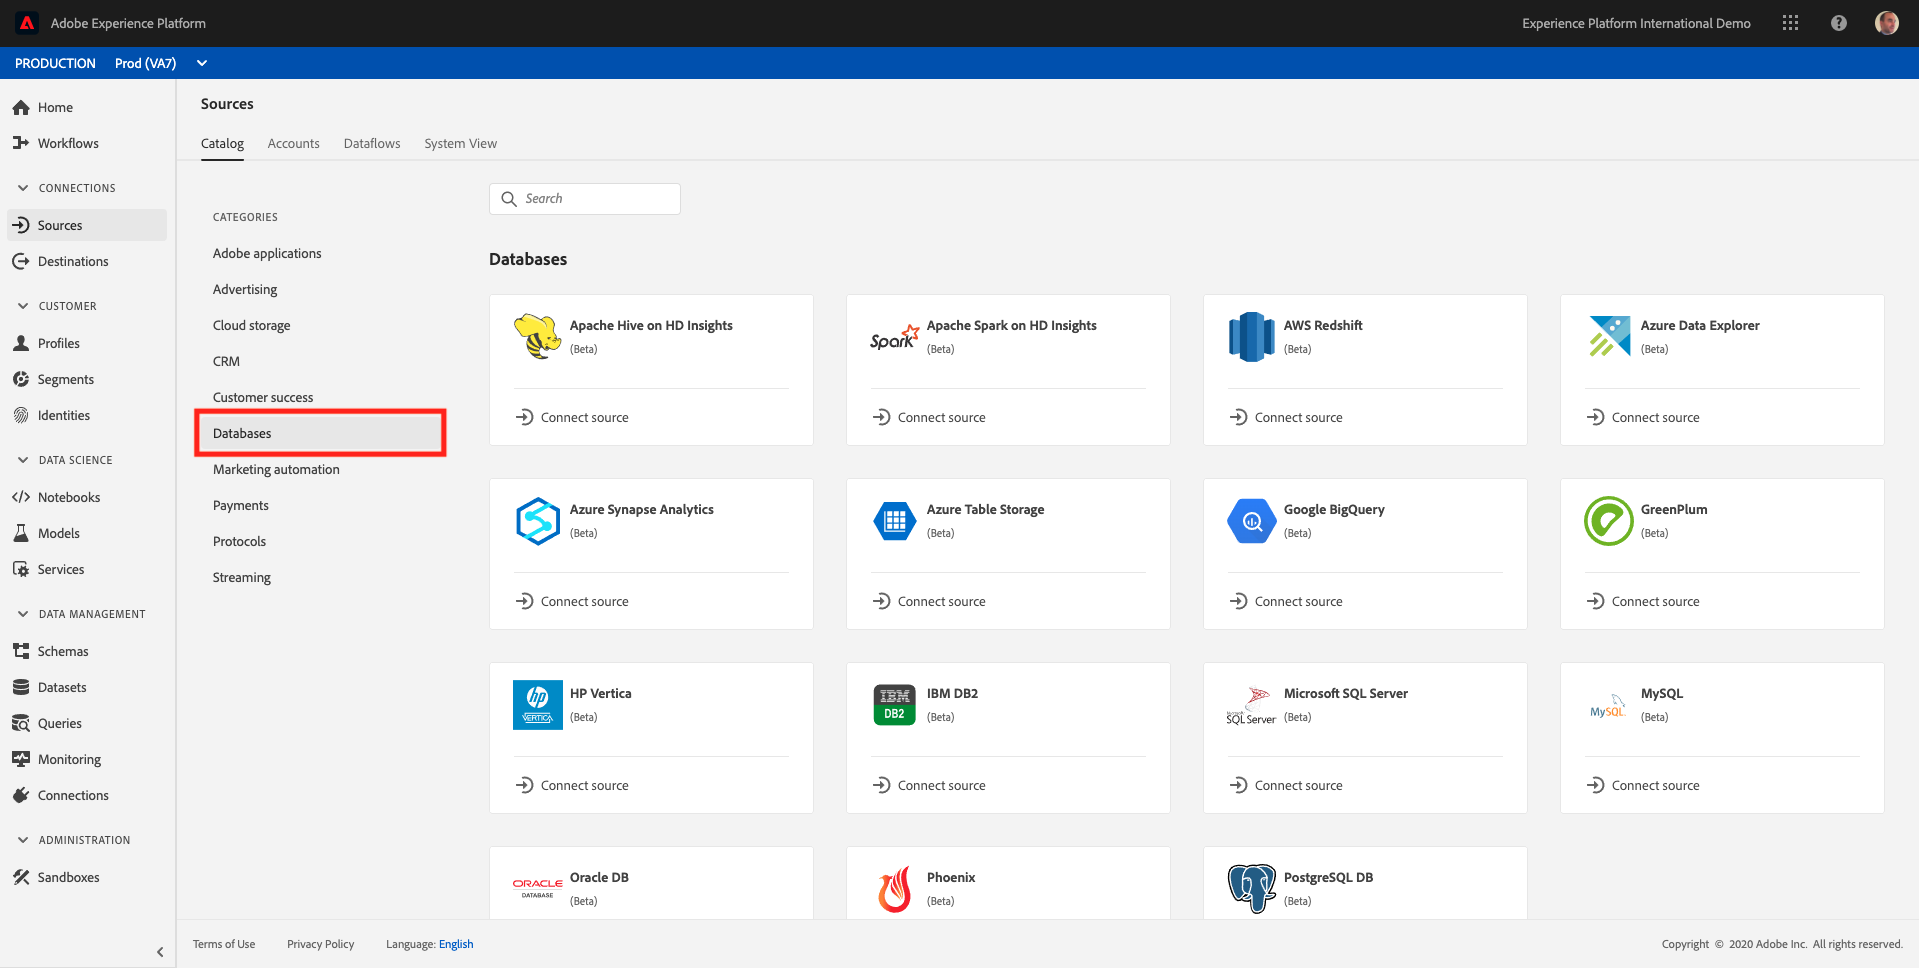 Adobe Experience Platform
Experience Platform International Demo
PRODUCTION Prod (VA7)
Home
Workflows
CONNECTIONS
Sources
Destinations
CUSTOMER
Profiles
Segments
Identities
DATA SCIENCE
Notebooks
Models
Services
DATA MANAGEMENT
Schemas
Datasets
Queries
Monitoring
Connections
ADMINISTRATION
Sandboxes
Sources
Catalog Accounts Dataflows System View
CATEGORIES
Adobe applications
Advertising
Cloud storage
CRM
Customer success
Databases
Marketing automation
Payments
Protocols
Streaming
Search
Databases
Apache Hive on HD Insights
(Beta)
Connect source
Spark
Apache Spark on HD Insights
(Beta)
Connect source
AWS Redshift
(Beta)
Connect source
Azure Data Explorer
(Beta)
Connect source
Azure Synapse Analytics
(Beta)
Connect source
Azure Table Storage
(Beta)
Connect source
Google BigQuery
(Beta)
Connect source
GreenPlum
(Beta)
Connect source
hp
VERTICA
HP Vertica
(Beta)
Connect source
IBM
DB2
IBM DB2
(Beta)
Connect source
Microsoft
SQL Server
Microsoft SQL Server
(Beta)
Connect source
MySQL
MySQL
(Beta)
Connect source
ORACLE
DATABASE
Oracle DB
(Beta)
Phoenix
(Beta)
PostgreSQL DB
(Beta)
Terms of Use Privacy Policy Language: English
Copyright © 2020 Adobe Inc. All rights reserved.